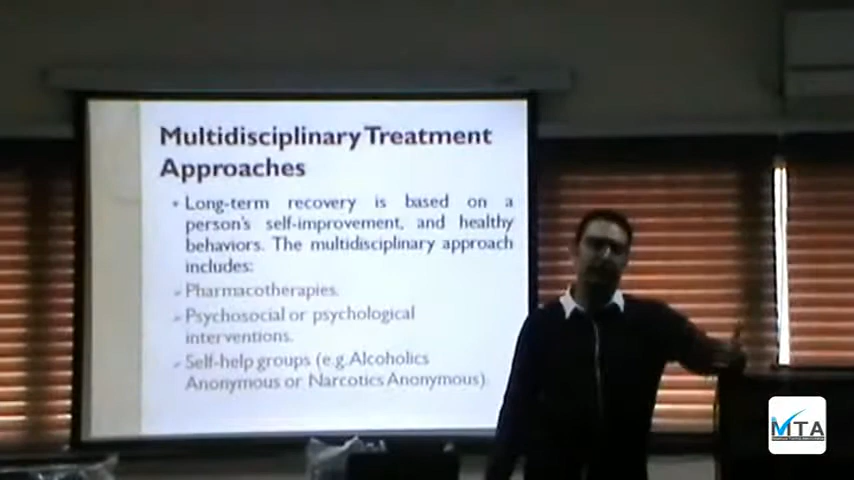 Multidisciplinary Treatment
Approaches
Long-term recovery is based on a
person's self-improvement, and healthy
behaviors. The multidisciplinary approach
includes:
Pharmacotherapies.
Psychosocial or psychological
interventions.
Self-help groups (e.g. Alcoholics
Anonymous or Narcotics Anonymous)
MTA